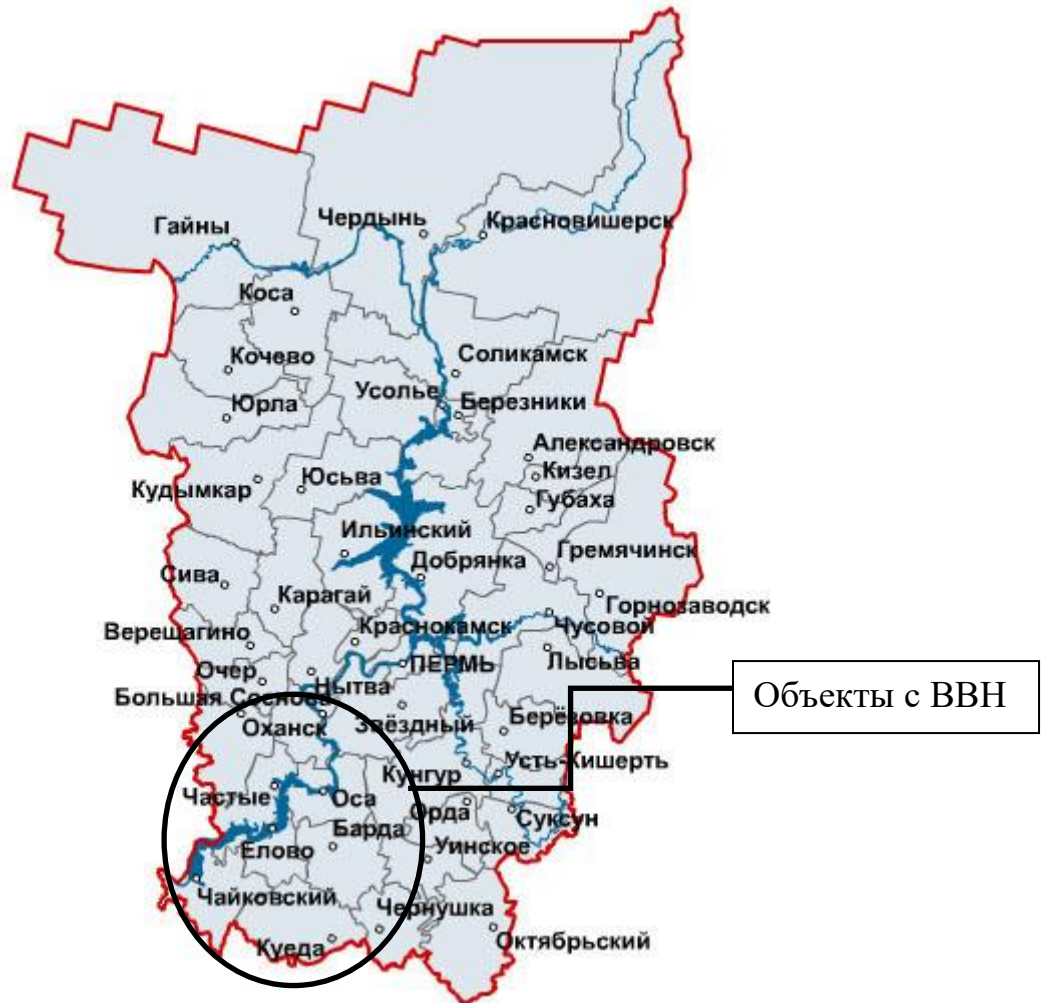 Гайны
Чердынь
Красновишерск
Коса
Кочево
Соликамск
Усолье
Березники
Юрла
Александровск
Кизел
Кудымкар
Юсьва
Губаха
Ильинский
Гремячинск
Сива
Добрянка
Карагай
Горнозаводск
Верещагино
Краснокамск
Чусовой
Очер
ПЕРМЬ
Лысьва
Нытва
Большая Соснова
Объекты с ВВН
Оханск
Звёздный
Берёзовка
Кунгур
Усть-Кишерть
Частые
Оса
Орда
Суксун
Барда
Елово
Уинское
Чайковский
Чернушка
Куеда
Октябрьский